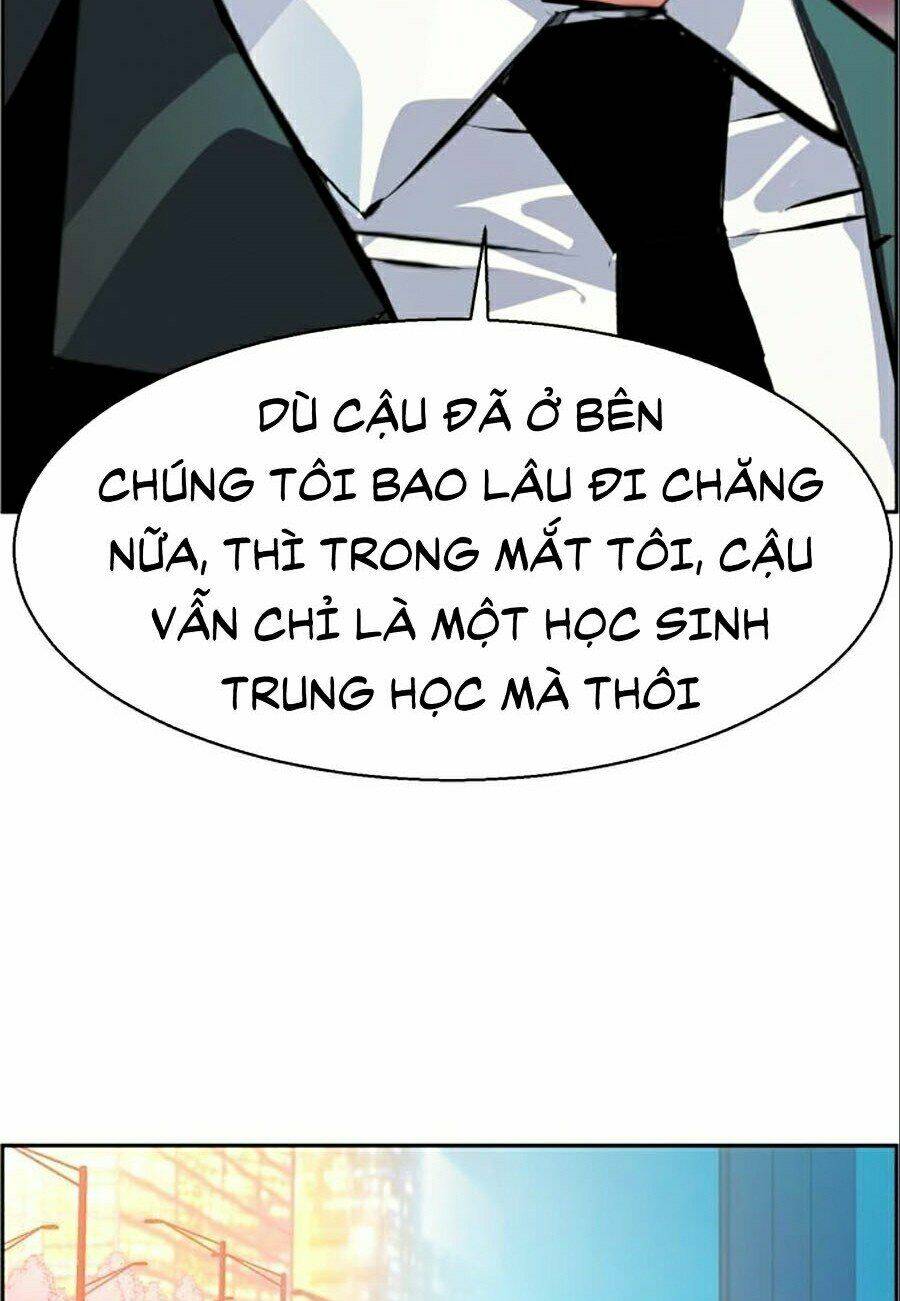 DÙ CẬU ĐÃ Ở BÊN
CHÚNG TÔI BAO LÂU ĐI CHĂNG
NỮA, THÌ TRONG MẮT TÔI, CẬU
VẪN CHỈ LÀ MỘT HỌC SINH
TRUNG HỌC MÀ THÔI